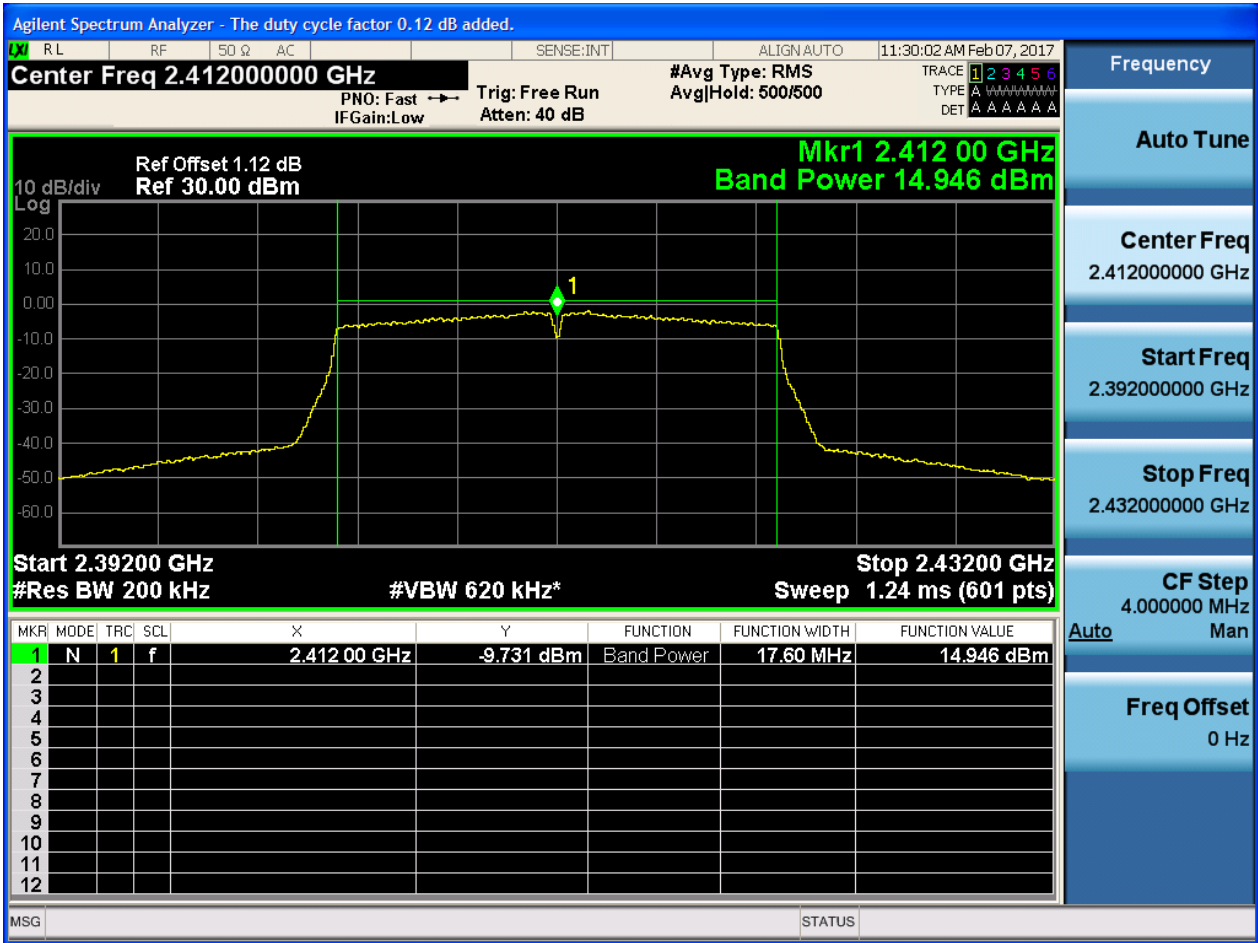 Agilent Spectrum Analyzer - The duty cycle factor 0.12 dB added.
LXI RL RF 50 Ω AC SENSE:INT ALIGN AUTO 11:30:02 AM Feb 07, 2017
Center Freq 2.412000000 GHz
PNO: Fast
IFGain:Low
Trig: Free Run
Atten: 40 dB
#Avg Type: RMS
Avg|Hold: 500/500
TRACE 1 2 3 4 5 6
TYPE A WWWWW
DET A A A A A A
Mkr1 2.412 00 GHz
Band Power 14.946 dBm
Ref Offset 1.12 dB
10 dB/div Ref 30.00 dBm
Log
20.0
10.0
0.00
-10.0
-20.0
-30.0
-40.0
-50.0
-60.0
1
Start 2.39200 GHz Stop 2.43200 GHz
#Res BW 200 kHz #VBW 620 kHz* Sweep 1.24 ms (601 pts)
MKR MODE TRC SCL X Y FUNCTION FUNCTION WIDTH FUNCTION VALUE
1 N 1 f 2.412 00 GHz -9.731 dBm Band Power 17.60 MHz 14.946 dBm
2
3
4
5
6
7
8
9
10
11
12
MSG STATUS
Frequency
Auto Tune
Center Freq
2.412000000 GHz
Start Freq
2.392000000 GHz
Stop Freq
2.432000000 GHz
CF Step
4.000000 MHz
Auto Man
Freq Offset
0 Hz